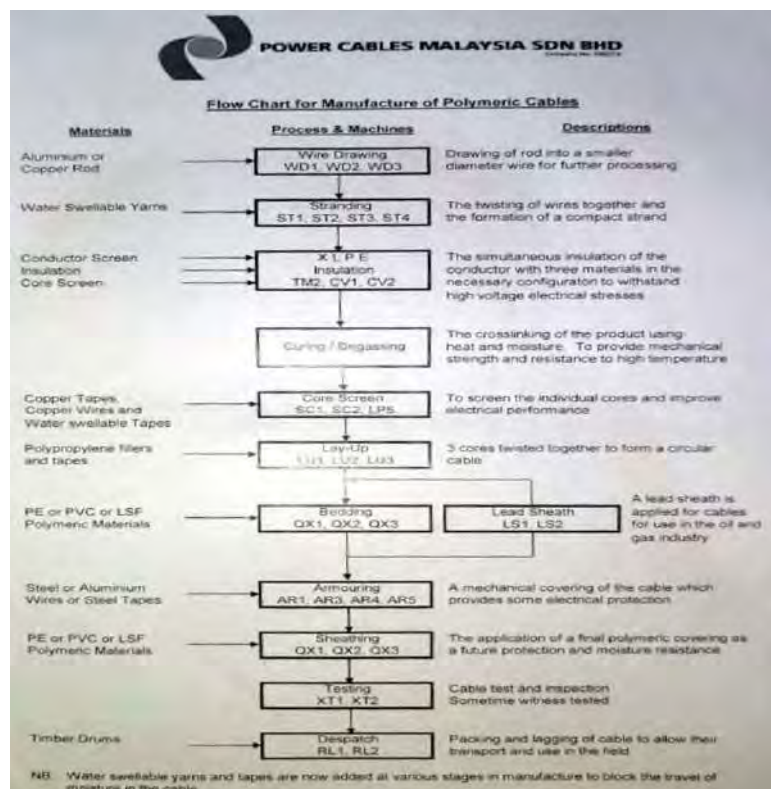 POWER CABLES MALAYSIA SDN BHD
Flow Chart for Manufacture of Polymeric Cables
Materials
Process & Machines
Descriptions
Aluminium or
Copper Rod
Wire Drawing
WD1, WD2, WD3
Drawing of rod into a smaller
diameter wire for further processing
Water Swellable Yarns
Stranding
ST1, ST2, ST3, ST4
The twisting of wires together and
the formation of a compact strand
Conductor Screen
Insulation
Core Screen
X L P E
Insulation
TM2, CV1, CV2
The simultaneous insulation of the
conductor with three materials in the
necessary configuraton to withstand
high voltage electrical stresses
Curing / Degassing
The crosslinking of the product using
heat and moisture. To provide mechanical
strength and resistance to high temperature
Copper Tapes,
Copper Wires and
Water swellable Tapes
Core Screen
SC1, SC2, LPS
To screen the individual cores and improve
electrical performance
Polypropylene fillers
and tapes
Lay-Up
LU1, LU2, LU3
3 cores twisted together to form a circular
cable
PE or PVC or LSF
Polymeric Materials
Bedding
QX1, QX2, QX3
Lead Sheath
LS1, LS2
A lead sheath is
applied for cables
for use in the oil and
gas industry
Steel or Aluminium
Wires or Steel Tapes
Armouring
AR1, AR3, AR4, AR5
A mechanical covering of the cable which
provides some electrical protection
PE or PVC or LSF
Polymeric Materials
Sheathing
QX1, QX2, QX3
The application of a final polymeric covering as
a future protection and moisture resistance
Testing
XT1, XT2
Cable test and inspection
Sometime witness tested
Timber Drums
Despatch
RL1, RL2
Packing and lagging of cable to allow their
transport and use in the field
NB: Water swellable yarns and tapes are now added at various stages in manufacture to block the travel of
moisture in the cable